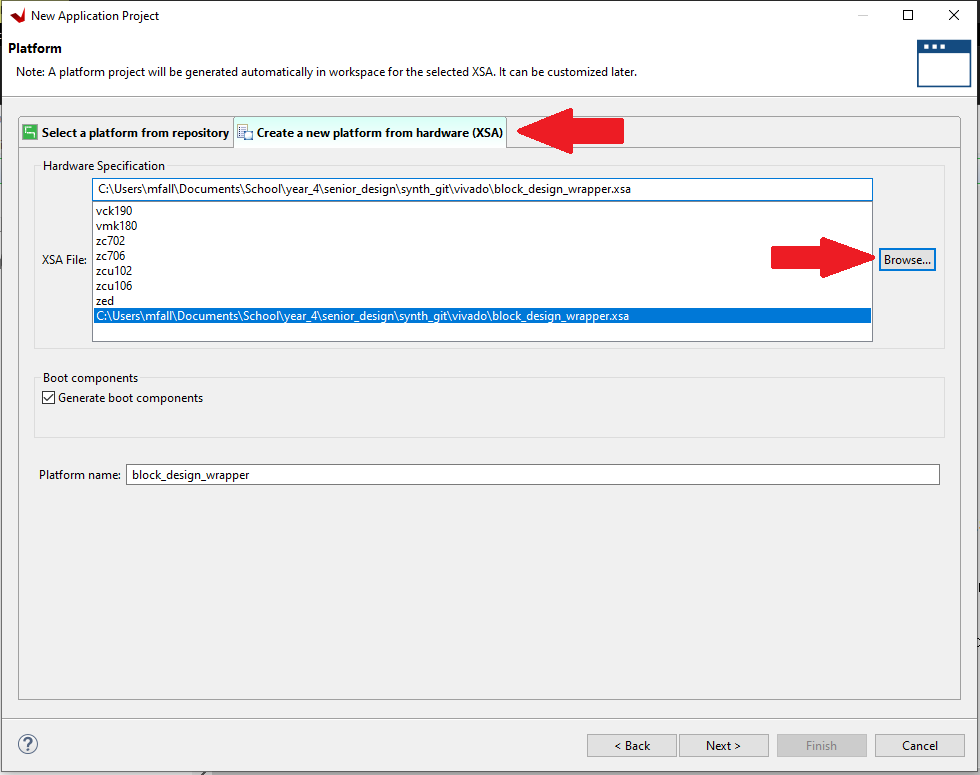 New Application Project
Platform
Note: A platform project will be generated automatically in workspace for the selected XSA. It can be customized later.
Select a platform from repository
Create a new platform from hardware (XSA)
Hardware Specification
C:\Users\mfall\Documents\School\year_4\senior_design\synth_git\vivado\block_design_wrapper.xsa
vck190
vmk180
zc702
XSA File:
zc706
Browse...
zcu102
zcu106
zed
C:\Users\mfall\Documents\School\year_4\senior_design\synth_git\vivado\block_design_wrapper.xsa
Boot components
Generate boot components
Platform name:
block_design_wrapper
?
< Back
Next >
Finish
Cancel